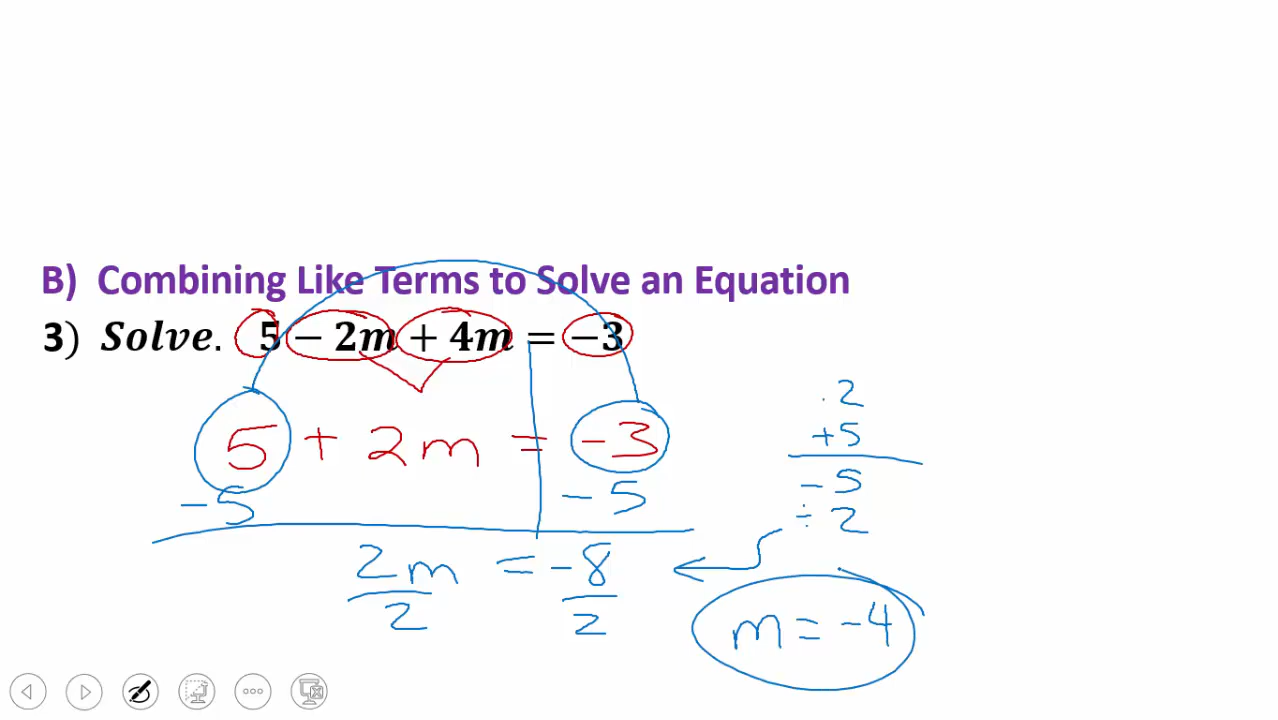 B) Combining Like Terms to Solve an Equation
3) Solve. 5 − 2m + 4m = −3
5 + 2m = −3
−5 −5
2m = −8
2 2
· 2
+5
−5
÷ 2
m = −4